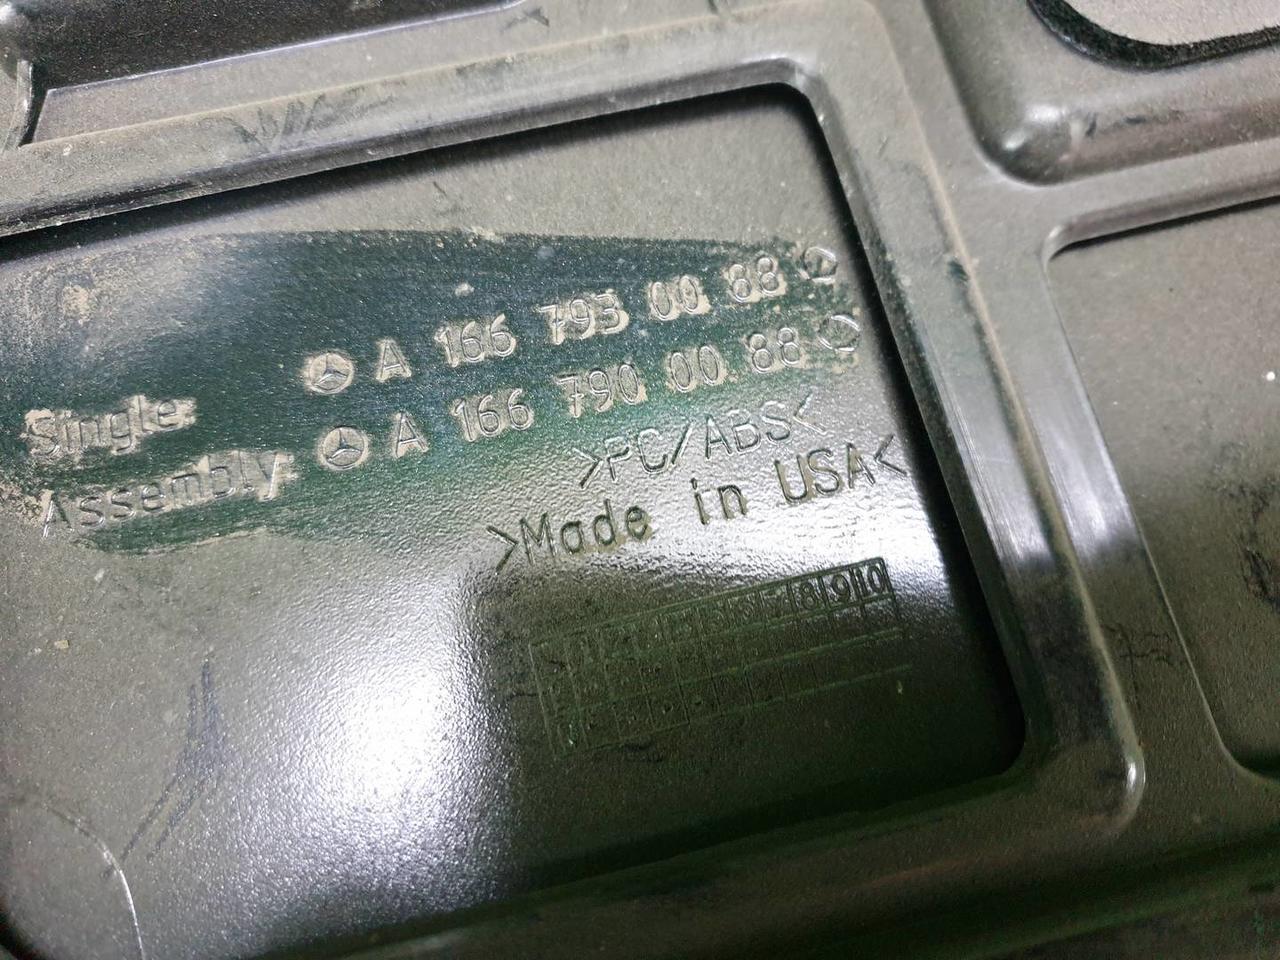 Single A 166 793 00 88
Assembly A 166 790 00 88
>PC/ABS<
>Made in USA<
8 9 10